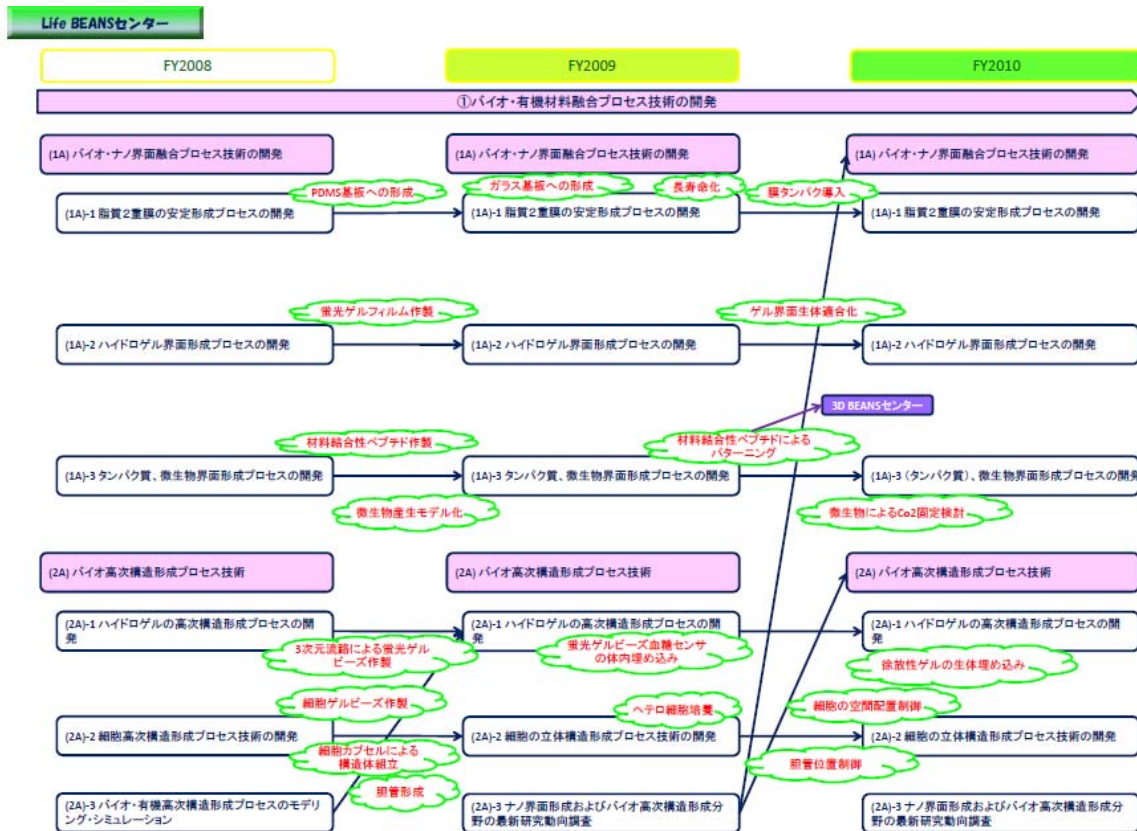 Life BEANSセンター
FY2008
FY2009
FY2010
①バイオ・有機材料融合プロセス技術の開発
(1A) バイオ・ナノ界面融合プロセス技術の開発
(1A) バイオ・ナノ界面融合プロセス技術の開発
(1A) バイオ・ナノ界面融合プロセス技術の開発
PDMS基板への形成
ガラス基板への形成
長寿命化
膜タンパク導入
(1A)-1 脂質2重膜の安定形成プロセスの開発
(1A)-1 脂質2重膜の安定形成プロセスの開発
(1A)-1 脂質2重膜の安定形成プロセスの開発
蛍光ゲルフィルム作製
ゲル界面生体適合化
(1A)-2 ハイドロゲル界面形成プロセスの開発
(1A)-2 ハイドロゲル界面形成プロセスの開発
(1A)-2 ハイドロゲル界面形成プロセスの開発
3D BEANSセンター
材料結合性ペプチド作製
材料結合性ペプチドによる
パターニング
(1A)-3 タンパク質、微生物界面形成プロセスの開発
(1A)-3 タンパク質、微生物界面形成プロセスの開発
(1A)-3 (タンパク質)、微生物界面形成プロセスの開発
微生物産生モデル化
微生物によるCo2固定検討
(2A) バイオ高次構造形成プロセス技術
(2A) バイオ高次構造形成プロセス技術
(2A) バイオ高次構造形成プロセス技術
(2A)-1 ハイドロゲルの高次構造形成プロセスの開
発
(2A)-1 ハイドロゲルの高次構造形成プロセスの開
発
(2A)-1 ハイドロゲルの高次構造形成プロセスの開
発
3次元流路による蛍光ゲル
ビーズ作製
蛍光ゲルビーズ血糖センサ
の体内埋め込み
徐放性ゲルの生体埋め込み
細胞ゲルビーズ作製
ヘテロ細胞培養
細胞の空間配置制御
(2A)-2 細胞高次構造形成プロセス技術の開発
(2A)-2 細胞の立体構造形成プロセス技術の開発
(2A)-2 細胞の立体構造形成プロセス技術の開発
細胞カプセルによる
構造体組立
胆管位置制御
胆管形成
(2A)-3 バイオ・有機高次構造形成プロセスのモデリ
ング・シミュレーション
(2A)-3 ナノ界面形成およびバイオ高次構造形成分
野の最新研究動向調査
(2A)-3 ナノ界面形成およびバイオ高次構造形成分
野の最新研究動向調査